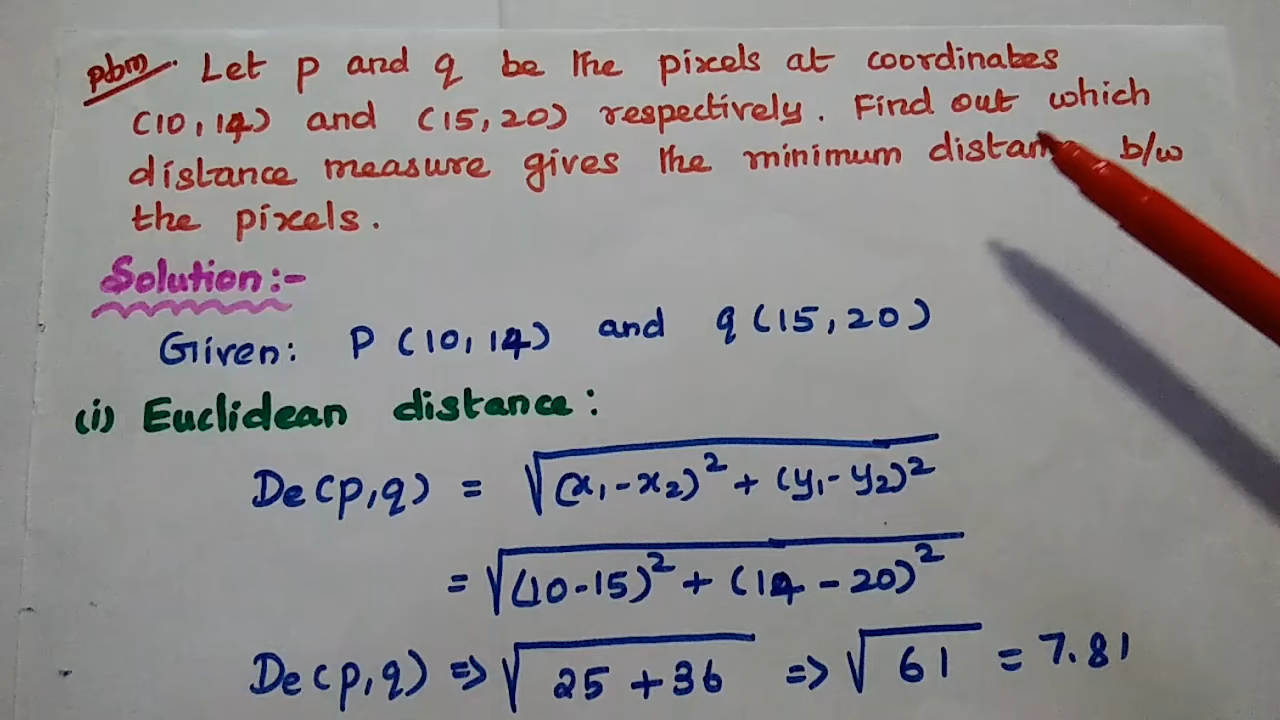 pbm. Let p and q be the pixels at coordinates
(10,14) and (15,20) respectively. Find out which
distance measure gives the minimum b/w
the pixels.
Solution:-
Given: P (10,14) and q(15,20)
(i) Euclidean distance:
De(p,q) = √(x₁-x₂)² + (y₁-y₂)²
= √(10-15)² + (14-20)²
De(p,q) => √25+36 => √61 = 7.81